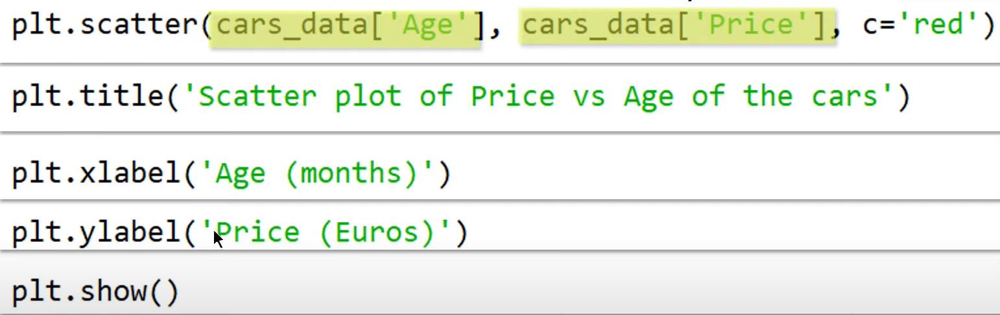 plt.scatter(cars_data['Age'], cars_data['Price'], c='red')
plt.title('Scatter plot of Price vs Age of the cars')
plt.xlabel('Age (months)')
plt.ylabel('Price (Euros)')
plt.show()